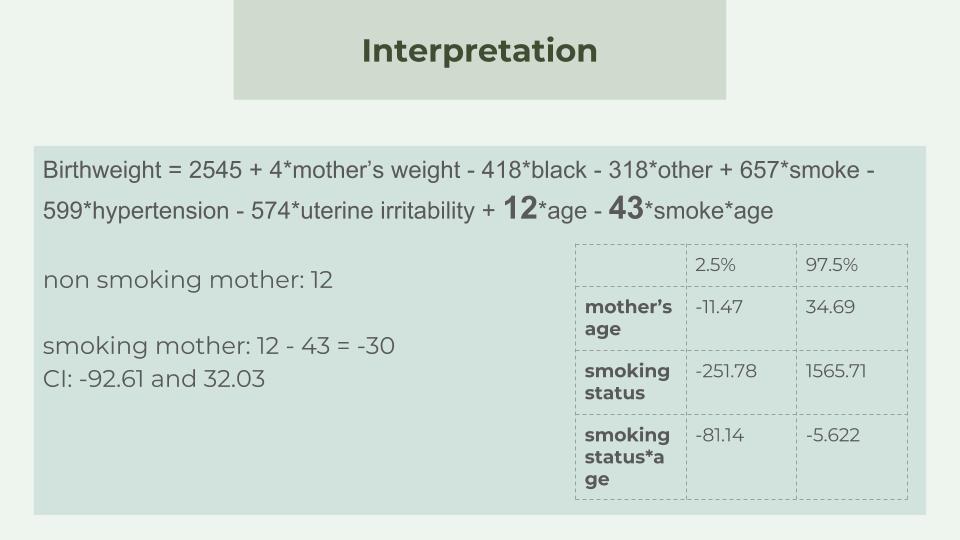 Interpretation
Birthweight = 2545 + 4*mother’s weight - 418*black - 318*other + 657*smoke -
599*hypertension - 574*uterine irritability + 12*age - 43*smoke*age
non smoking mother: 12
smoking mother: 12 - 43 = -30
CI: -92.61 and 32.03
2.5% 97.5%
mother’s -11.47 34.69
age
smoking -251.78 1565.71
status
smoking -81.14 -5.622
status*a
ge